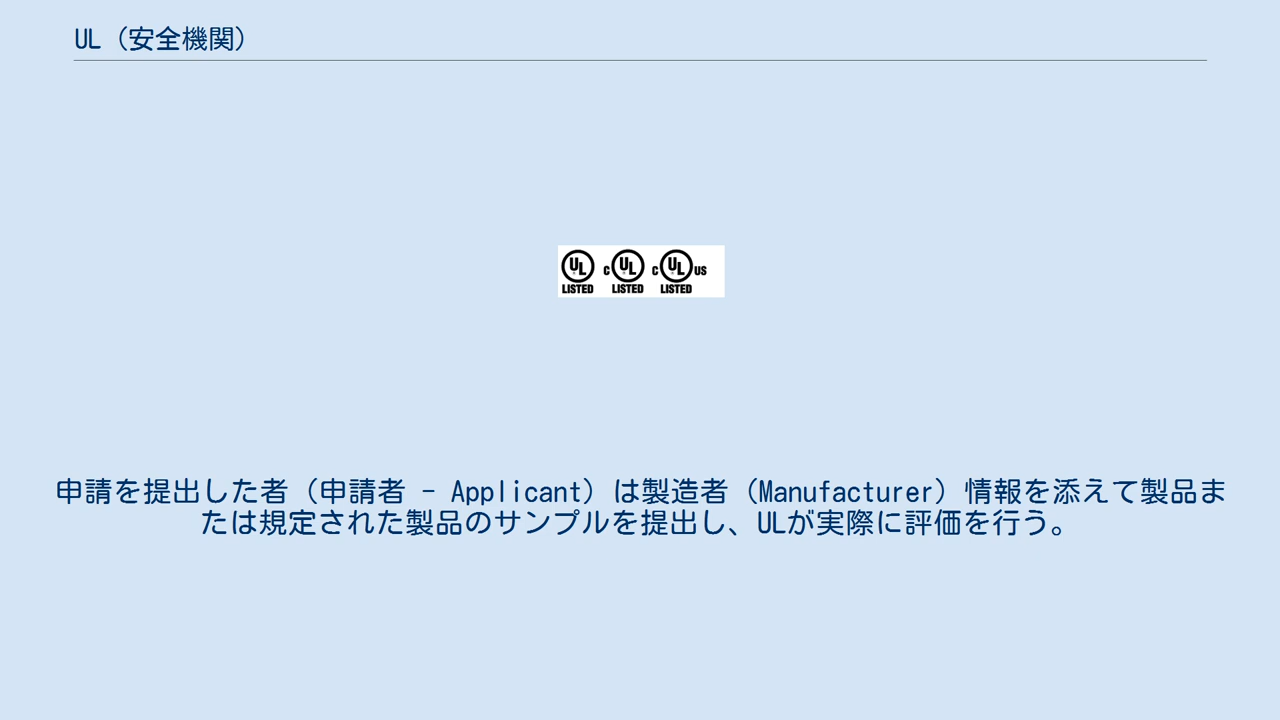 UL（安全機関）
UL C UL C UL US
LISTED LISTED LISTED
申請を提出した者（申請者 - Applicant）は製造者（Manufacturer）情報を添えて製品ま
たは規定された製品のサンプルを提出し、ULが実際に評価を行う。